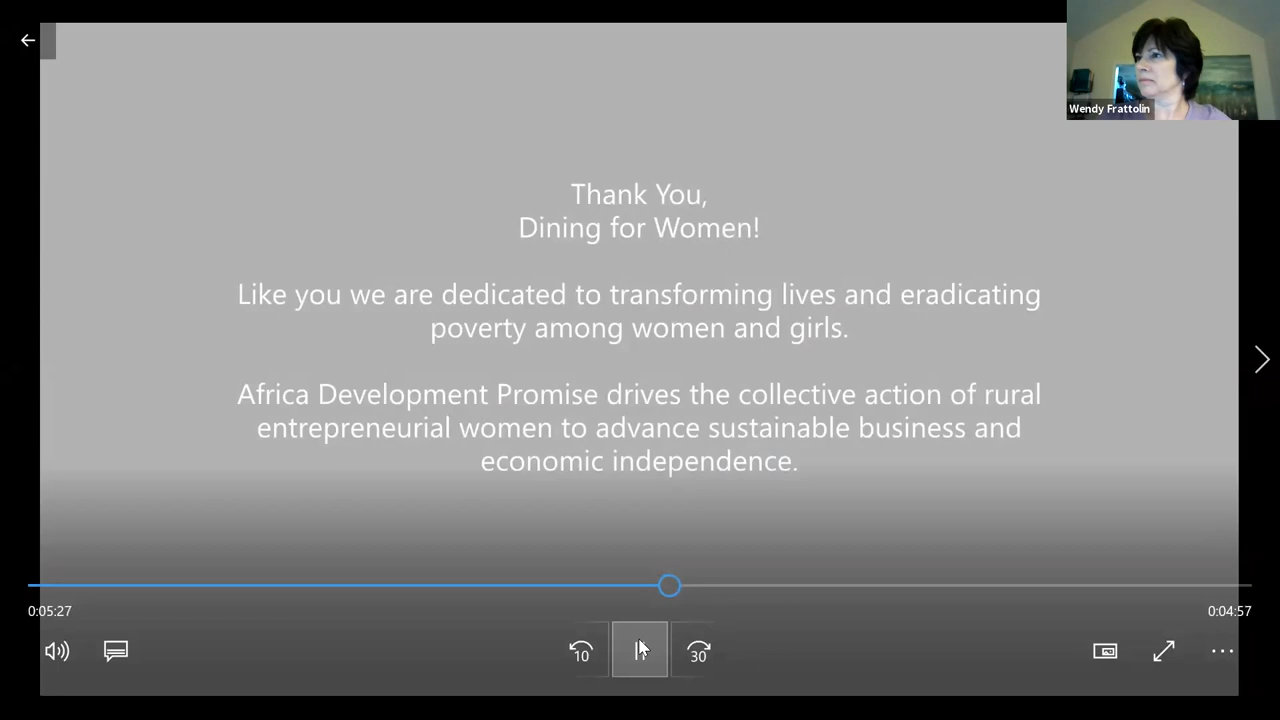 Wendy Frattolin
Thank You,
Dining for Women!
Like you we are dedicated to transforming lives and eradicating
poverty among women and girls.
Africa Development Promise drives the collective action of rural
entrepreneurial women to advance sustainable business and
economic independence.
0:05:27
0:04:57
10
30